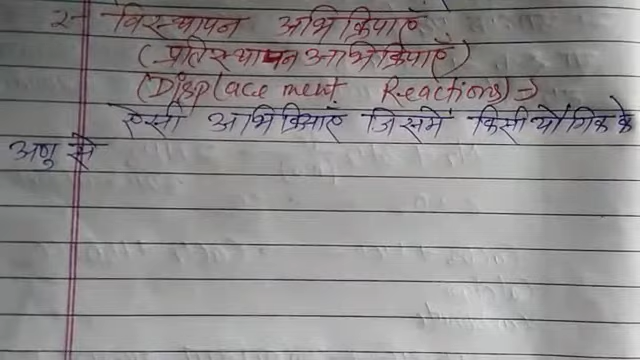 2- विस्थापन अभिक्रियाएँ
(प्रतिस्थापन अभिक्रियाएँ)
(Displacement Reactions) ⇒
ऐसी अभिक्रियाएं जिसमें किसी यौगिक के
अणु से